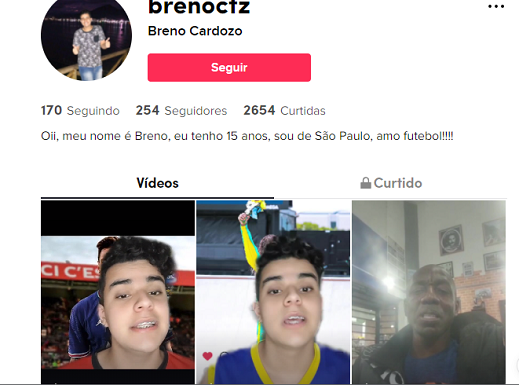 brenoctz
Breno Cardozo
Seguir
170 Seguindo 254 Seguidores 2654 Curtidas
Oii, meu nome é Breno, eu tenho 15 anos, sou de São Paulo, amo futebol!!!!
Vídeos Curtido
CI C'ES